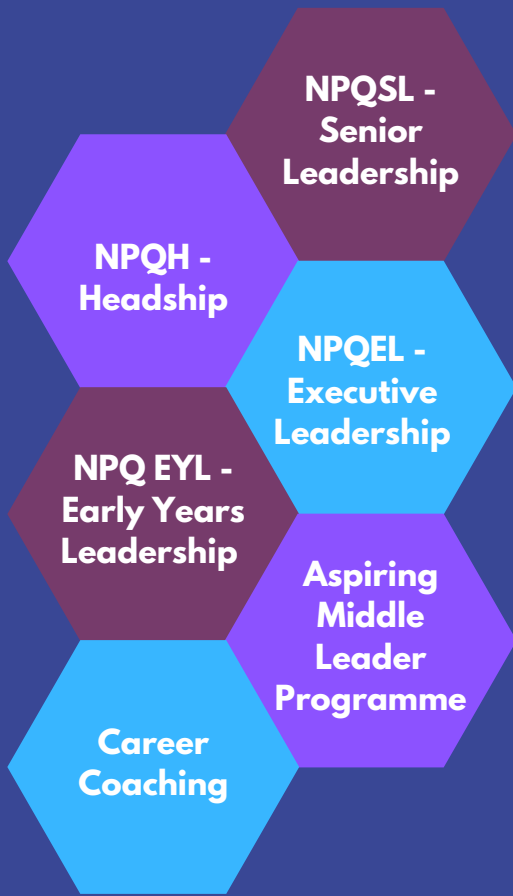 NPQSL -
Senior
Leadership
NPQH -
Headship
NPQEL -
Executive
Leadership
NPQ EYL -
Early Years
Leadership
Aspiring
Middle
Leader
Programme
Career
Coaching